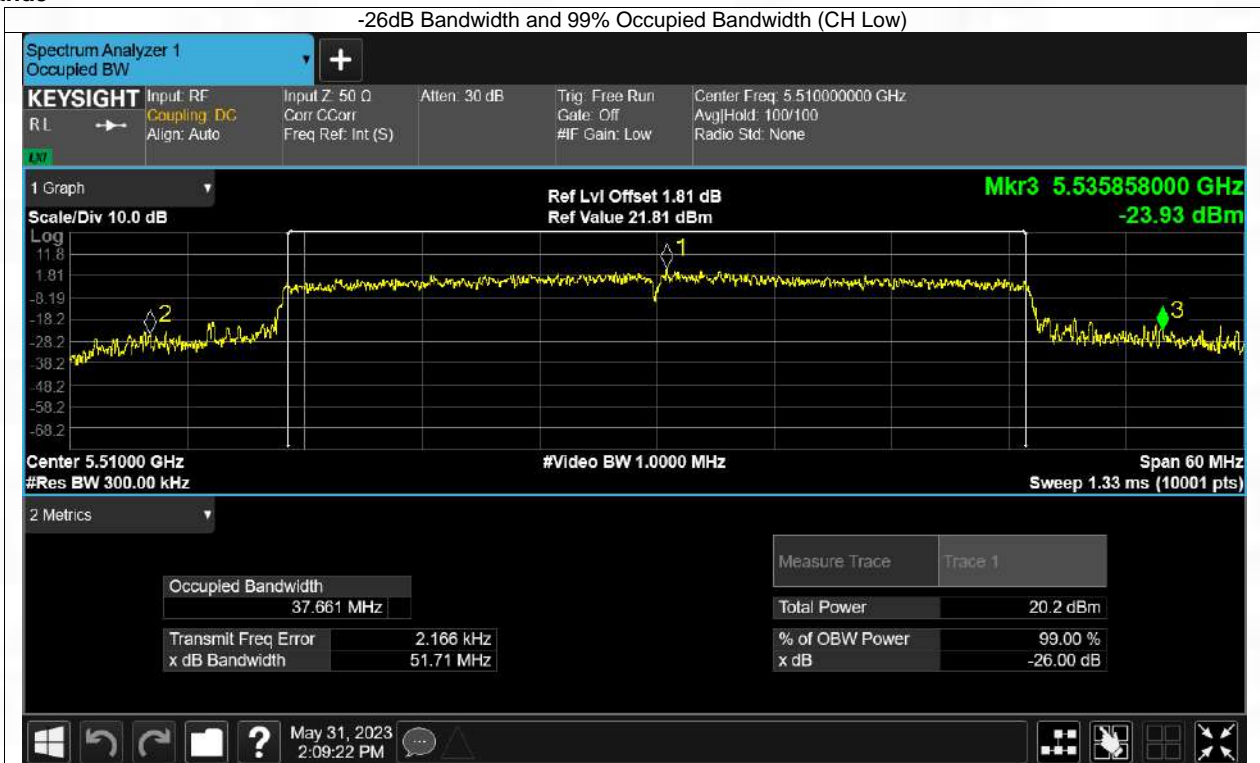 -26dB Bandwidth and 99% Occupied Bandwidth (CH Low)
Spectrum Analyzer 1
Occupied BW
KEYSIGHT
RL
LXI
Input: RF
Coupling: DC
Align: Auto
Input Z: 50 Ω
Corr CCorr
Freq Ref: Int (S)
Atten: 30 dB
Trig: Free Run
Gate: Off
#IF Gain: Low
Center Freq: 5.510000000 GHz
Avg|Hold: 100/100
Radio Std: None
1 Graph
Scale/Div 10.0 dB
Ref Lvl Offset 1.81 dB
Ref Value 21.81 dBm
Mkr3 5.535858000 GHz
-23.93 dBm
Log
11.8
1.81
-8.19
-18.2
-28.2
-38.2
-48.2
-58.2
-68.2
1
2
3
Center 5.51000 GHz
#Res BW 300.00 kHz
#Video BW 1.0000 MHz
Span 60 MHz
Sweep 1.33 ms (10001 pts)
2 Metrics
Measure Trace Trace 1
Occupied Bandwidth
37.661 MHz
Total Power 20.2 dBm
Transmit Freq Error 2.166 kHz
% of OBW Power 99.00 %
x dB Bandwidth 51.71 MHz
x dB -26.00 dB
?
May 31, 2023
2:09:22 PM